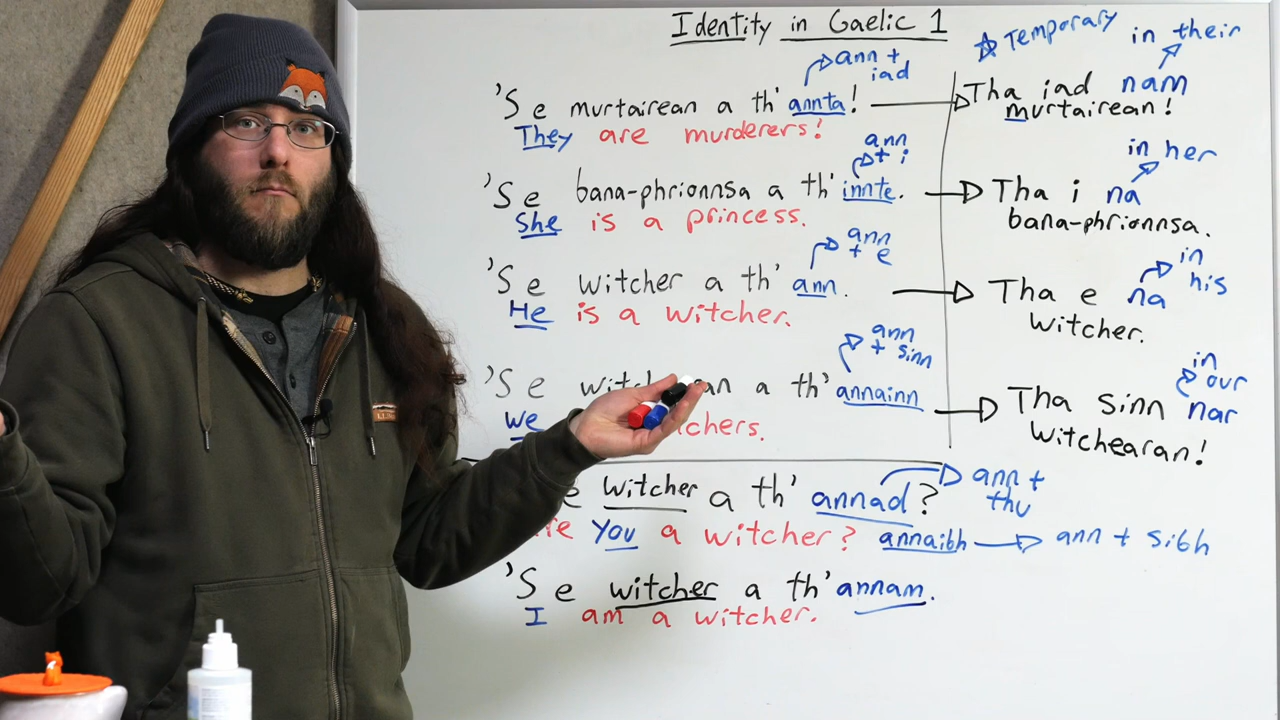 Identity in Gaelic 1
☆ Temporary
in their
ann +
iad
'S e murtairean a th' annta!
They are murderers!
Tha iad nam
murtairean!
ann
+ i
in her
'S e bana-phrionnsa a th' innte.
She is a princess.
Tha i na
bana-phrionnsa.
ann
+ e
in
his
'S e witcher a th' ann.
He is a witcher.
Tha e na
witcher.
ann
+ sinn
in
our
'S e an a th' annainn
we chers.
Tha sinn nar
witchearan!
e witcher a th' annad?
ann +
thu
you a witcher? annaibh
ann + sibh
'S e witcher a th' annam.
I am a witcher.